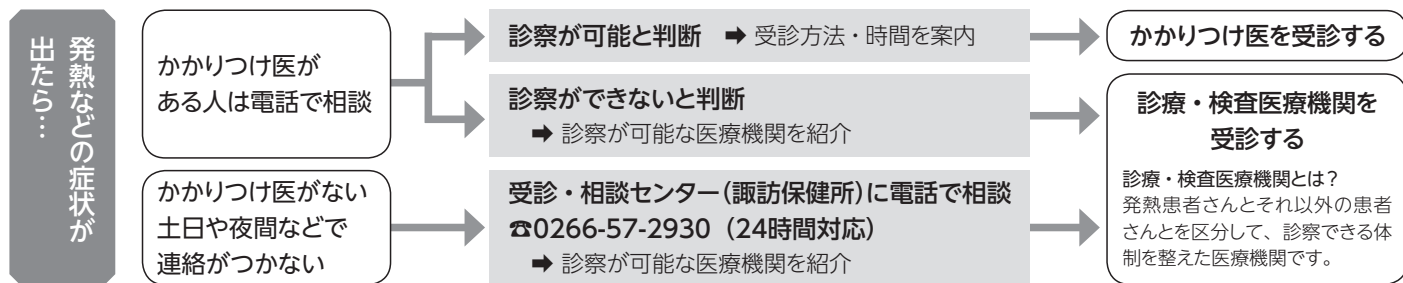 発熱などの症状が
出たら…
かかりつけ医が
ある人は電話で相談
診察が可能と判断 ➡ 受診方法・時間を案内
かかりつけ医を受診する
診察ができないと判断
➡ 診察が可能な医療機関を紹介
かかりつけ医がない
土日や夜間などで
連絡がつかない
受診・相談センター（諏訪保健所）に電話で相談
☎0266-57-2930（24時間対応）
➡ 診察が可能な医療機関を紹介
診療・検査医療機関を
受診する
診療・検査医療機関とは？
発熱患者さんとそれ以外の患者
さんとを区分して、診察できる体
制を整えた医療機関です。